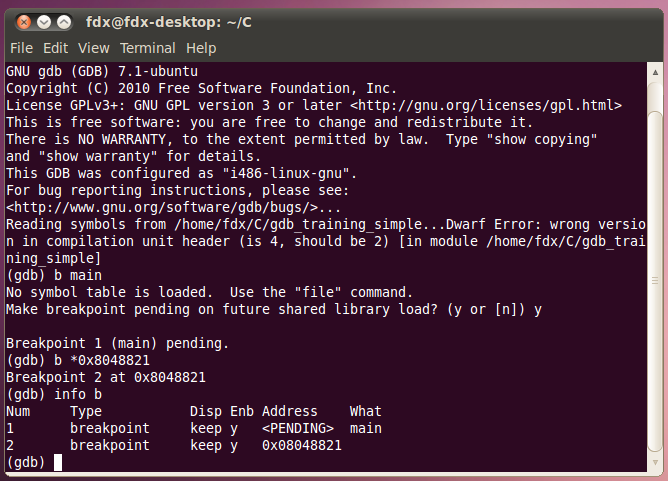 fdx@fdx-desktop: ~/C
File Edit View Terminal Help
GNU gdb (GDB) 7.1-ubuntu
Copyright (C) 2010 Free Software Foundation, Inc.
License GPLv3+: GNU GPL version 3 or later <http://gnu.org/licenses/gpl.html>
This is free software: you are free to change and redistribute it.
There is NO WARRANTY, to the extent permitted by law.  Type "show copying"
and "show warranty" for details.
This GDB was configured as "i486-linux-gnu".
For bug reporting instructions, please see:
<http://www.gnu.org/software/gdb/bugs/>...
Reading symbols from /home/fdx/C/gdb_training_simple...Dwarf Error: wrong versio
n in compilation unit header (is 4, should be 2) [in module /home/fdx/C/gdb_trai
ning_simple]
(gdb) b main
No symbol table is loaded.  Use the "file" command.
Make breakpoint pending on future shared library load? (y or [n]) y
Breakpoint 1 (main) pending.
(gdb) b *0x8048821
Breakpoint 2 at 0x8048821
(gdb) info b
Num     Type           Disp Enb Address    What
1       breakpoint     keep y   <PENDING>  main
2       breakpoint     keep y   0x08048821
(gdb)